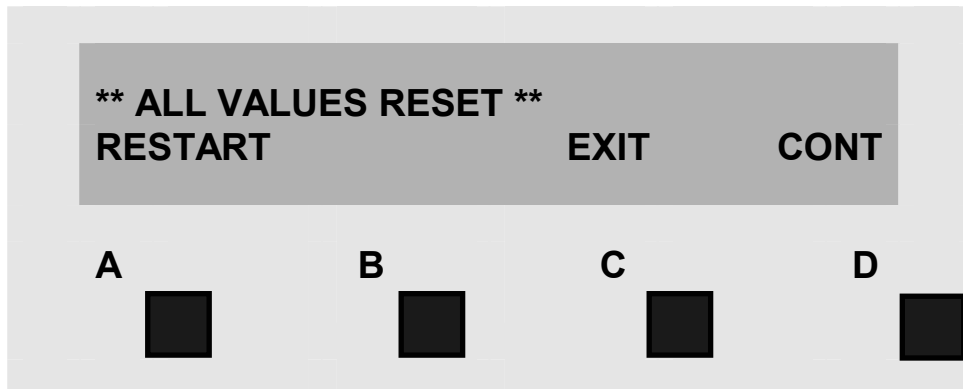 ** ALL VALUES RESET **
RESTART EXIT CONT
A B C D